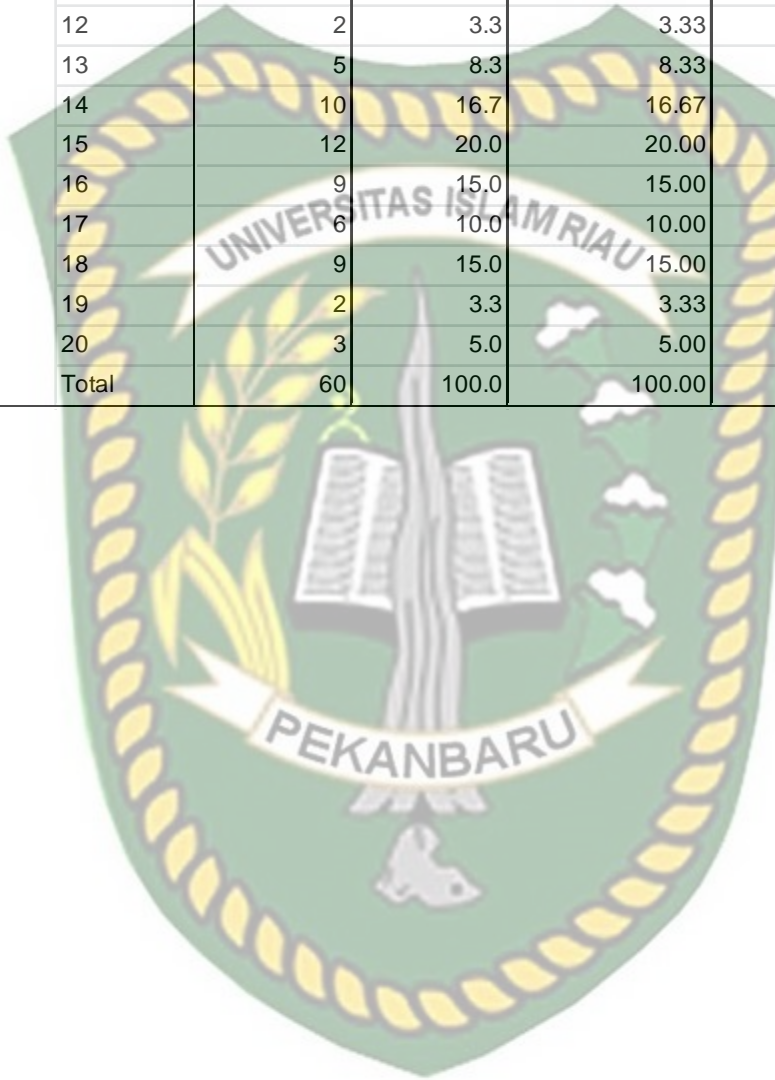 12 2 3.3 3.33
13 5 8.3 8.33
14 10 16.7 16.67
15 12 20.0 20.00
16 9 15.0 15.00
17 6 10.0 10.00
18 9 15.0 15.00
19 2 3.3 3.33
20 3 5.0 5.00
Total 60 100.0 100.00
UNIVERSITAS ISLAM RIAU
PEKANBARU